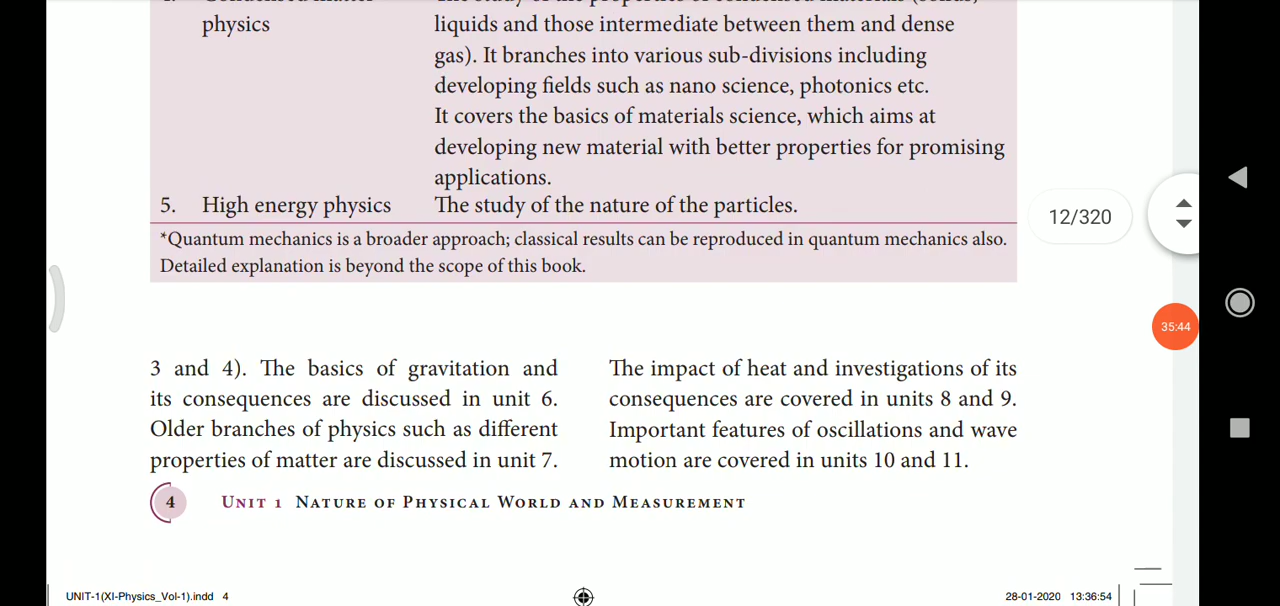 physics
liquids and those intermediate between them and dense
gas). It branches into various sub-divisions including
developing fields such as nano science, photonics etc.
It covers the basics of materials science, which aims at
developing new material with better properties for promising
applications.
5. High energy physics The study of the nature of the particles.
*Quantum mechanics is a broader approach; classical results can be reproduced in quantum mechanics also.
Detailed explanation is beyond the scope of this book.
12/320
35:44
3 and 4). The basics of gravitation and
its consequences are discussed in unit 6.
Older branches of physics such as different
properties of matter are discussed in unit 7.
The impact of heat and investigations of its
consequences are covered in units 8 and 9.
Important features of oscillations and wave
motion are covered in units 10 and 11.
4 UNIT 1 NATURE OF PHYSICAL WORLD AND MEASUREMENT
UNIT-1(XI-Physics_Vol-1).indd 4
28-01-2020 13:36:54